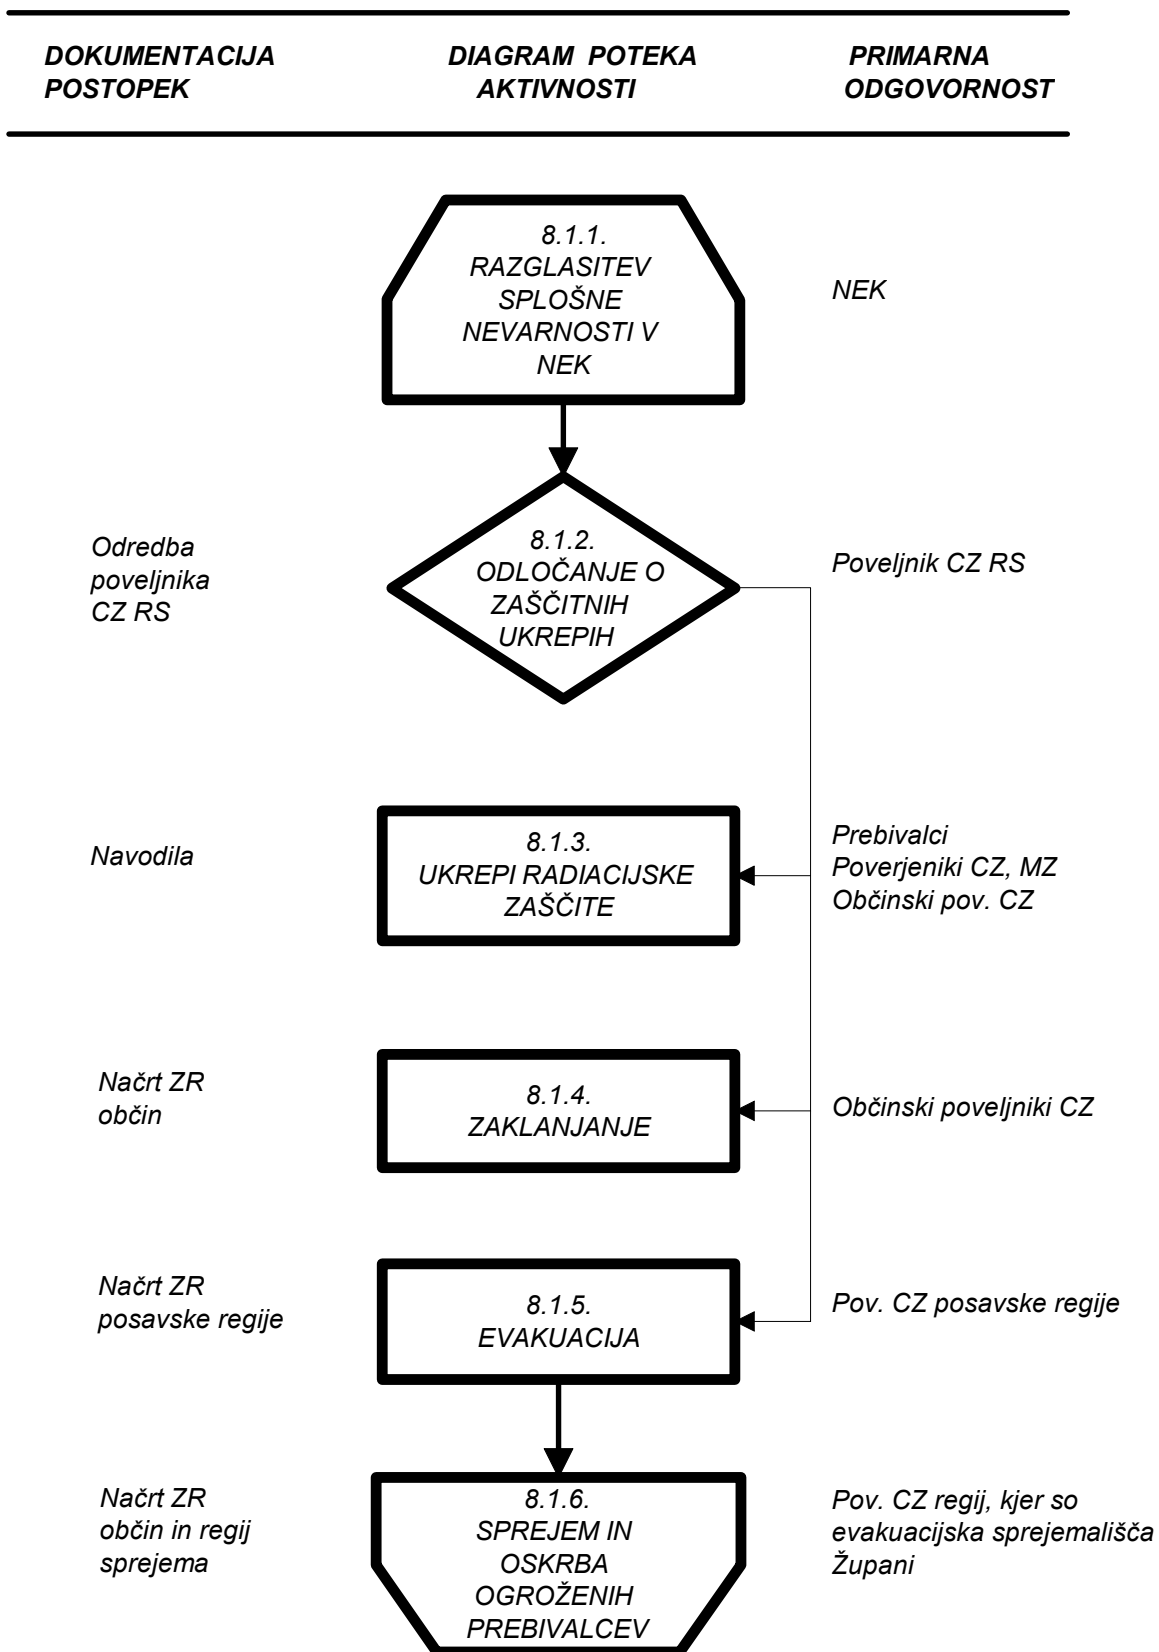 DOKUMENTACIJA
POSTOPEK
DIAGRAM POTEKA
AKTIVNOSTI
PRIMARNA
ODGOVORNOST
8.1.1.
RAZGLASITEV
SPLOŠNE
NEVARNOSTI V
NEK
NEK
Odredba
poveljnika
CZ RS
8.1.2.
ODLOČANJE O
ZAŠČITNIH
UKREPIH
Poveljnik CZ RS
Navodila
8.1.3.
UKREPI RADIACIJSKE
ZAŠČITE
Prebivalci
Poverjeniki CZ, MZ
Občinski pov. CZ
Načrt ZR
občin
8.1.4.
ZAKLANJANJE
Občinski poveljniki CZ
Načrt ZR
posavske regije
8.1.5.
EVAKUACIJA
Pov. CZ posavske regije
Načrt ZR
občin in regij
sprejema
8.1.6.
SPREJEM IN
OSKRBA
OGROŽENIH
PREBIVALCEV
Pov. CZ regij, kjer so
evakuacijska sprejemališča
Župani